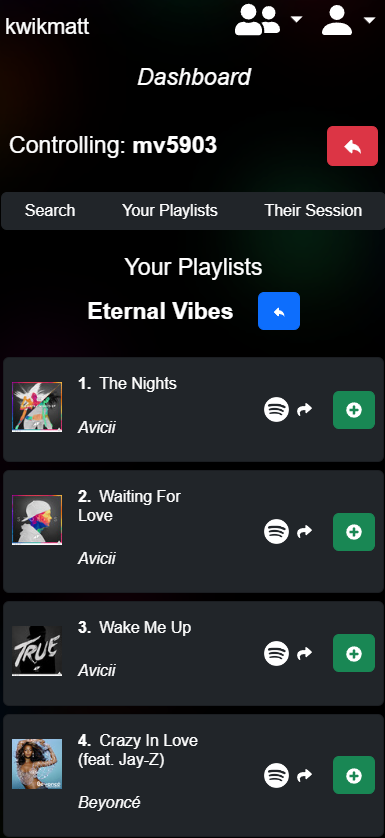 kwikmatt
Dashboard
Controlling: mv5903
Search Your Playlists Their Session
Your Playlists
Eternal Vibes
1. The Nights
Avicii
2. Waiting For
Love
Avicii
3. Wake Me Up
Avicii
TRUE
4. Crazy In Love
(feat. Jay-Z)
Beyoncé
Beyoncé